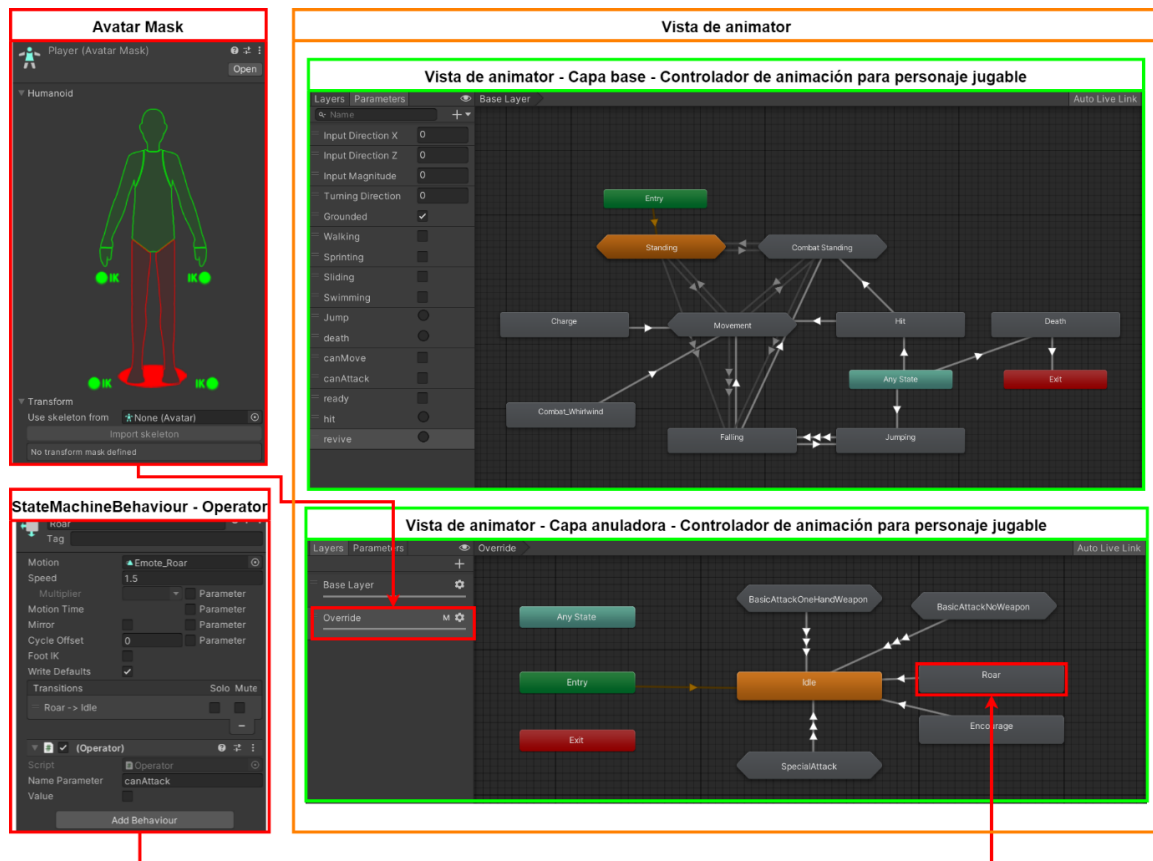 Avatar Mask
Player (Avatar Mask)
Open
Humanoid
IK
IK
IK
IK
Transform
Use skeleton from
None (Avatar)
Import skeleton
No transform mask defined
Vista de animator
Vista de animator - Capa base - Controlador de animación para personaje jugable
Layers Parameters
Base Layer
Auto Live Link
Name
Input Direction X 0
Input Direction Z 0
Input Magnitude 0
Turning Direction 0
Grounded
Walking
Sprinting
Sliding
Swimming
Jump
death
canMove
canAttack
ready
hit
revive
Entry
Standing
Combat Standing
Charge
Movement
Hit
Death
Any State
Exit
Combat_Whirlwind
Falling
Jumping
StateMachineBehaviour - Operator
Roar
Tag
Motion Emote_Roar
Speed 1.5
Multiplier Parameter
Motion Time Parameter
Mirror Parameter
Cycle Offset 0 Parameter
Foot IK
Write Defaults
Transitions Solo Mute
Roar -> Idle
(Operator)
Script Operator
Name Parameter canAttack
Value
Add Behaviour
Vista de animator - Capa anuladora - Controlador de animación para personaje jugable
Layers Parameters
Override
Auto Live Link
Base Layer
Override M
Any State
BasicAttackOneHandWeapon
BasicAttackNoWeapon
Entry
Idle
Roar
Encourage
Exit
SpecialAttack